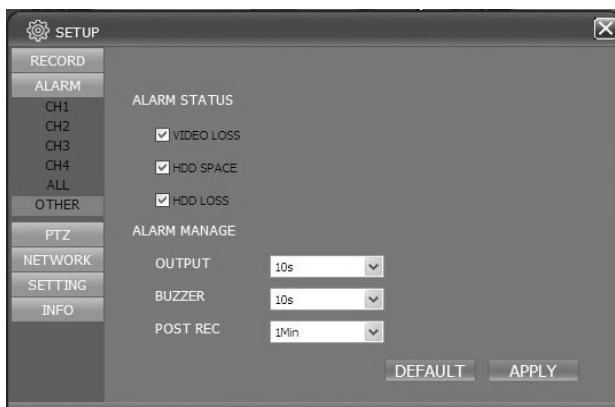 SETUP
RECORD
ALARM
CH1
CH2
CH3
CH4
ALL
OTHER
PTZ
NETWORK
SETTING
INFO
ALARM STATUS
VIDEO LOSS
HDD SPACE
HDD LOSS
ALARM MANAGE
OUTPUT 10s
BUZZER 10s
POST REC 1Min
DEFAULT APPLY